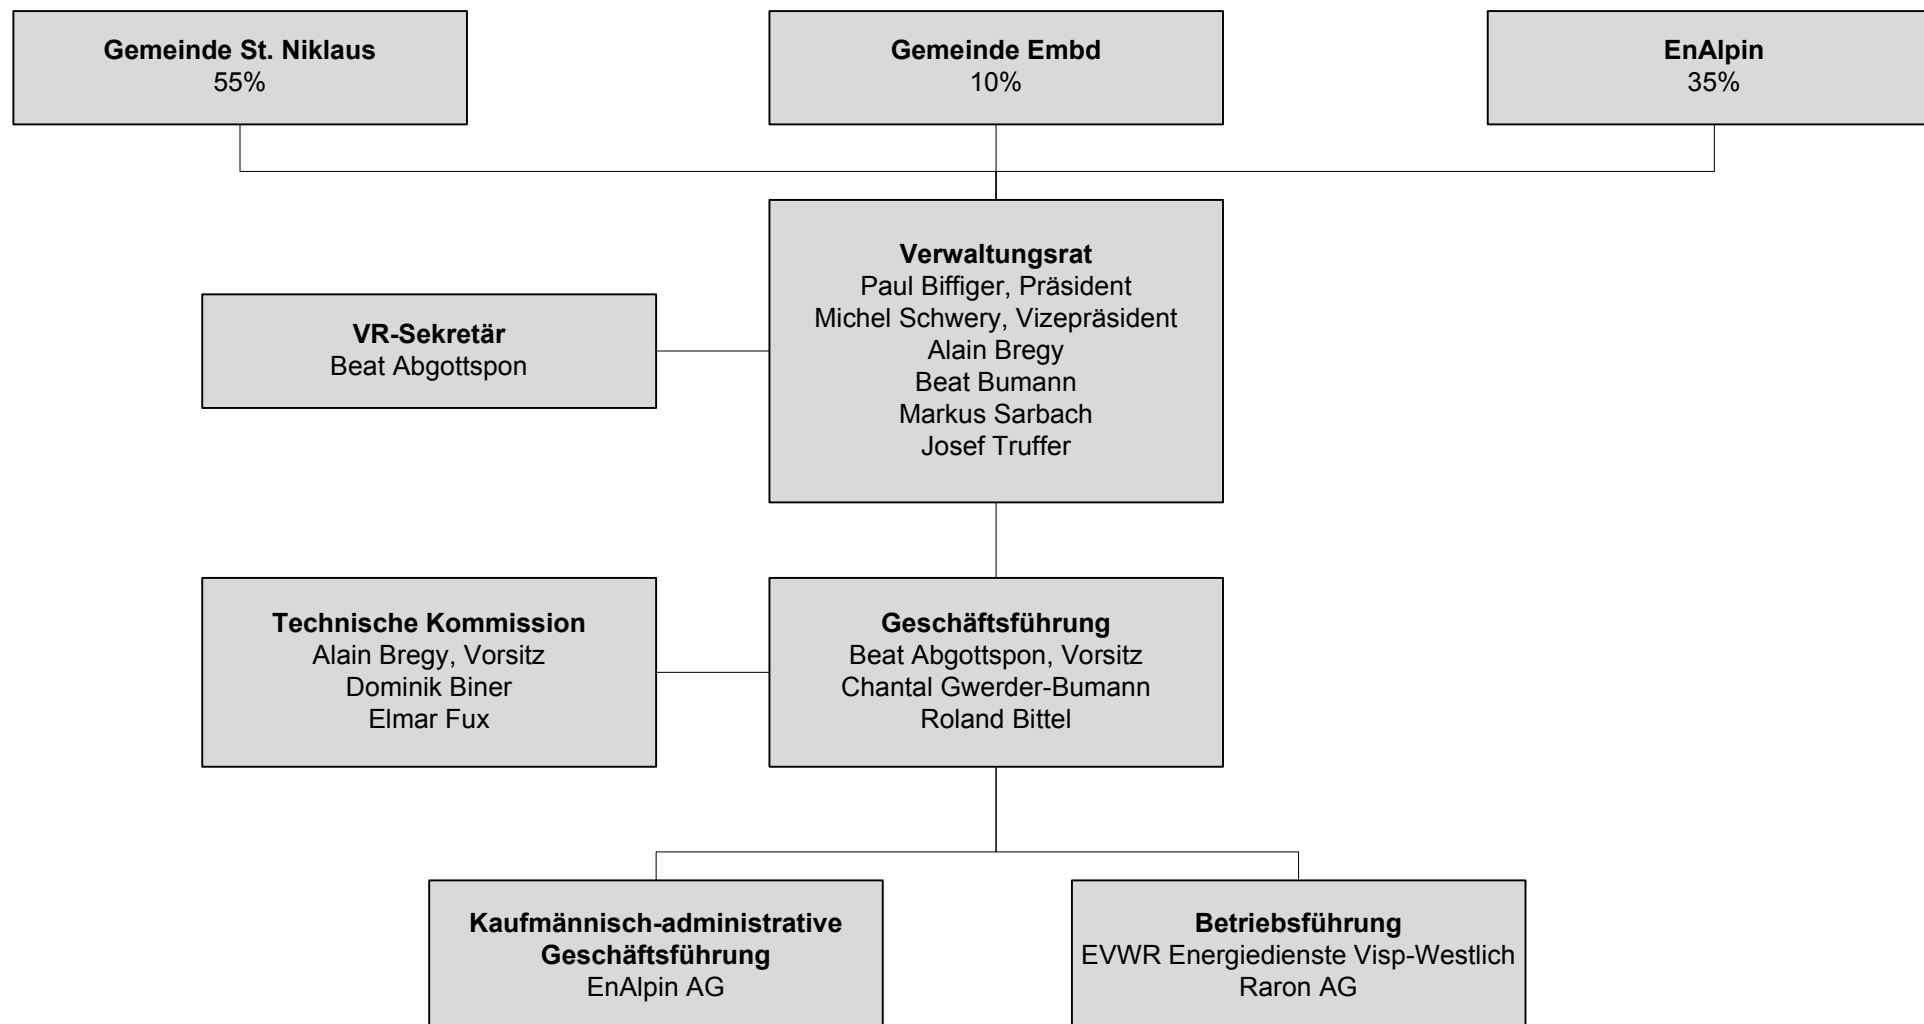 Gemeinde St. Niklaus
55%
Gemeinde Embd
10%
EnAlpin
35%
Verwaltungsrat
Paul Biffiger, Präsident
Michel Schwery, Vizepräsident
Alain Bregy
Beat Bumann
Markus Sarbach
Josef Truffer
VR-Sekretär
Beat Abgottspon
Technische Kommission
Alain Bregy, Vorsitz
Dominik Biner
Elmar Fux
Geschäftsführung
Beat Abgottspon, Vorsitz
Chantal Gwerder-Bumann
Roland Bittel
Kaufmännisch-administrative
Geschäftsführung
EnAlpin AG
Betriebsführung
EVWR Energiedienste Visp-Westlich
Raron AG